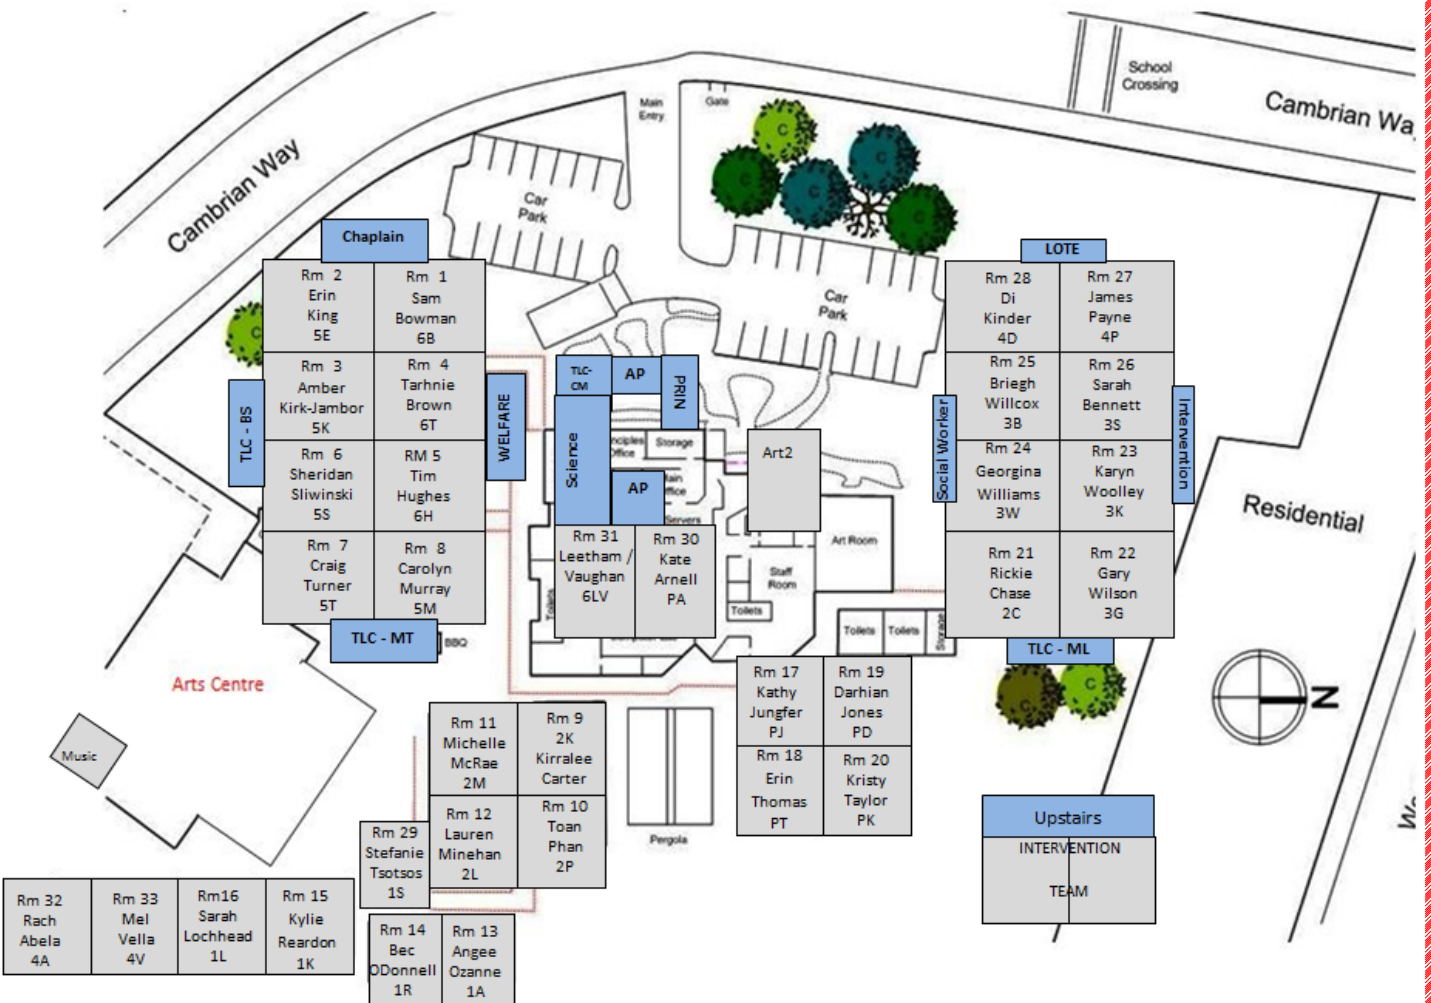 School
Crossing
Cambrian Wa
Main
Entry
Gate
Cambrian Way
Car
Park
Car
Park
Chaplain
Rm 2
Erin
King
5E
Rm 1
Sam
Bowman
6B
Rm 3
Amber
Kirk-Jambor
5K
Rm 4
Tarhnie
Brown
6T
Rm 6
Sheridan
Sliwinski
5S
RM 5
Tim
Hughes
6H
Rm 7
Craig
Turner
5T
Rm 8
Carolyn
Murray
5M
TLC - BS
WELFARE
TLC - MT
BBQ
TLC-
CM
AP
PRIN
Science
nciples
Office
Storage
AP
Main
ffice
Servers
Rm 31
Leetham /
Vaughan
6LV
Rm 30
Kate
Arnell
PA
Toilets
Art2
Art Room
Staff
Room
Toilets
Toilets
Toilets
Storage
LOTE
Rm 28
Di
Kinder
4D
Rm 27
James
Payne
4P
Rm 25
Briegh
Willcox
3B
Rm 26
Sarah
Bennett
3S
Rm 24
Georgina
Williams
3W
Rm 23
Karyn
Woolley
3K
Rm 21
Rickie
Chase
2C
Rm 22
Gary
Wilson
3G
Social Worker
Intervention
TLC - ML
Residential
N
Arts Centre
Music
Rm 11
Michelle
McRae
2M
Rm 9
2K
Kirralee
Carter
Rm 12
Lauren
Minehan
2L
Rm 10
Toan
Phan
2P
Rm 29
Stefanie
Tsotsos
1S
Pergola
Rm 17
Kathy
Jungfer
PJ
Rm 19
Darhian
Jones
PD
Rm 18
Erin
Thomas
PT
Rm 20
Kristy
Taylor
PK
Upstairs
INTERVENTION
TEAM
Rm 32
Rach
Abela
4A
Rm 33
Mel
Vella
4V
Rm16
Sarah
Lochhead
1L
Rm 15
Kylie
Reardon
1K
Rm 14
Bec
ODonnell
1R
Rm 13
Angee
Ozanne
1A